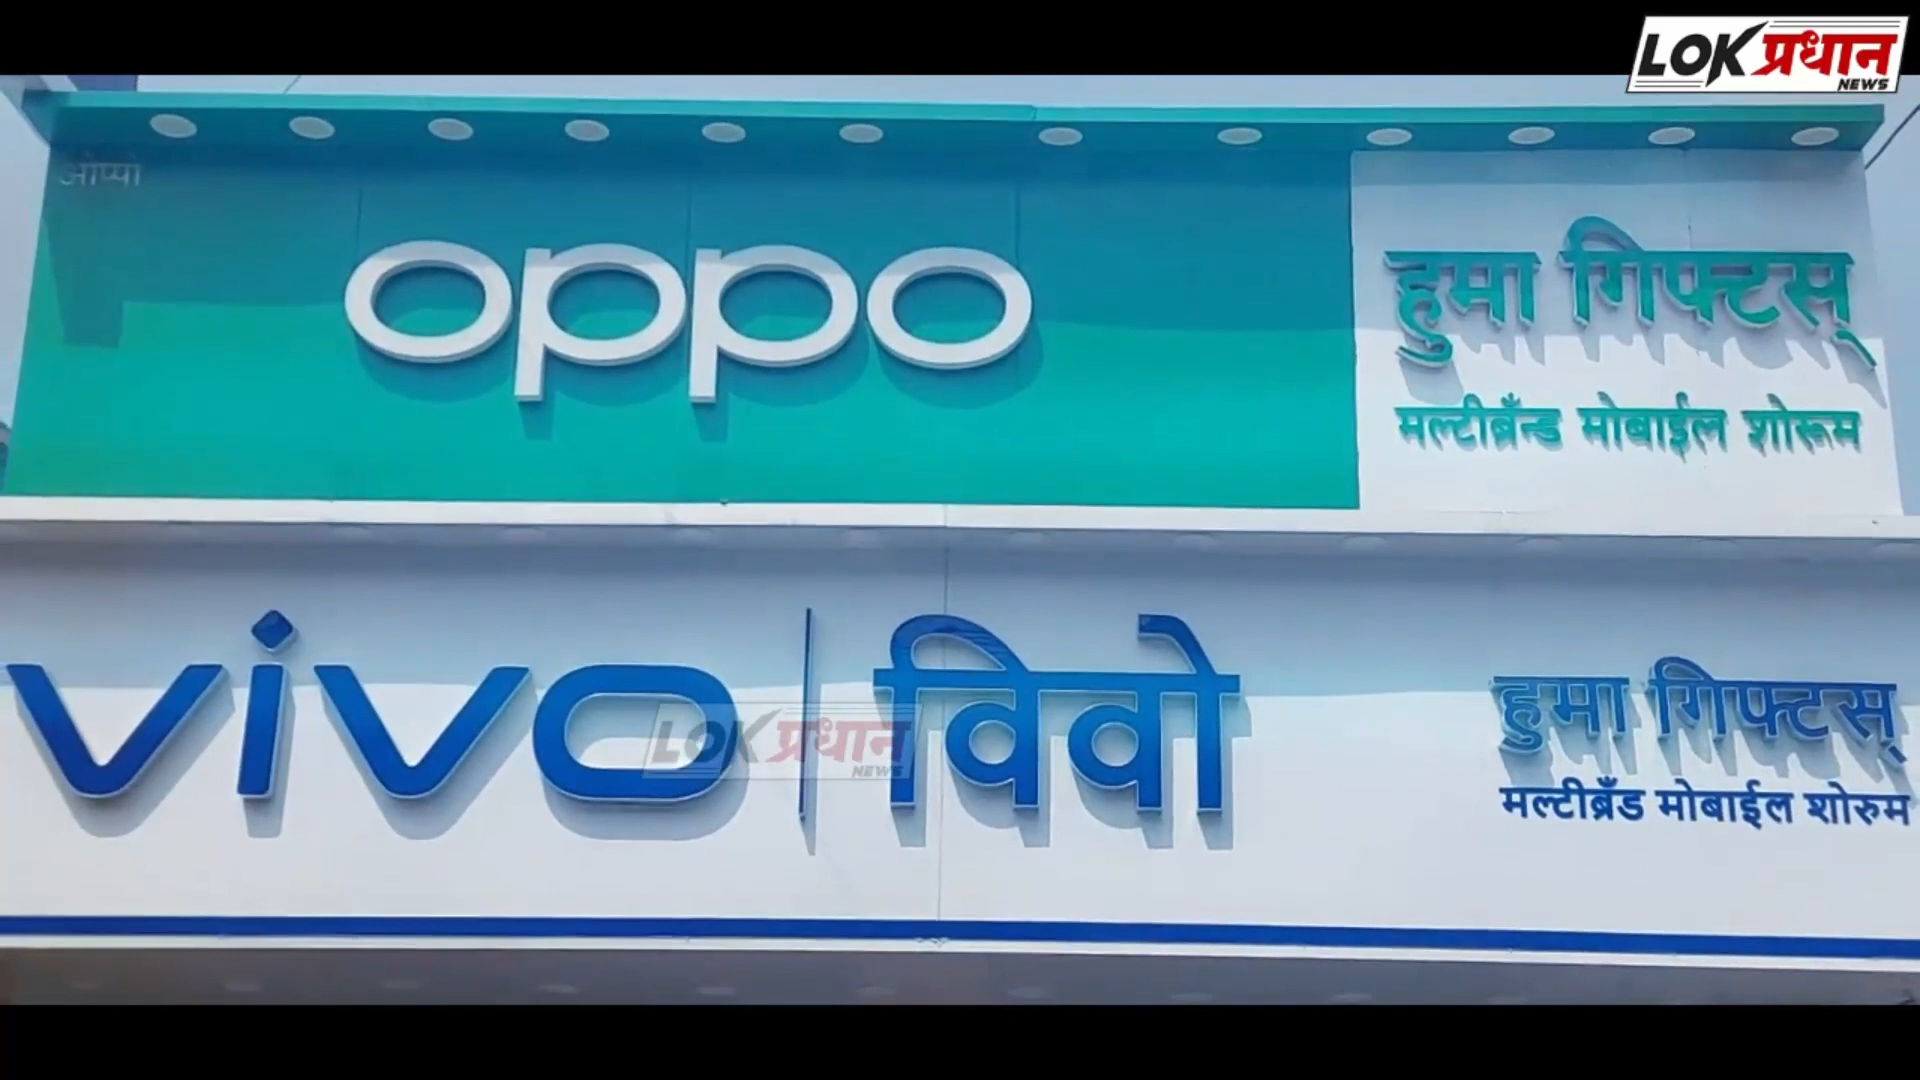 LOK प्रधान
NEWS
ओप्पो
oppo
हुमा गिफ्टस्
मल्टीब्रँन्ड मोबाईल शोरूम
vivo | विवो
हुमा गिफ्टस्
मल्टीब्रँड मोबाईल शोरुम
LOK प्रधान
NEWS